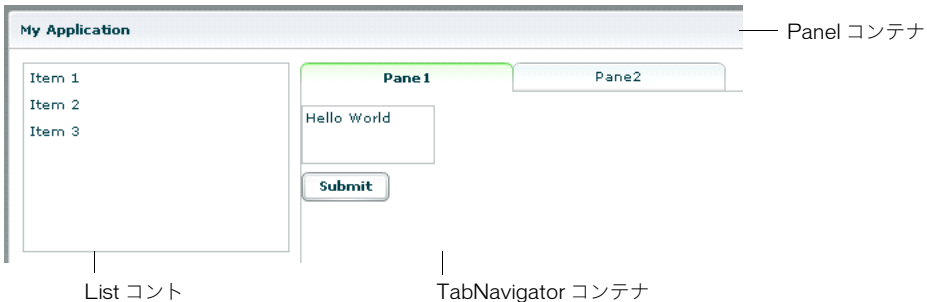 My Application
Panel コンテナ
Item 1
Item 2
Item 3
Pane1
Pane2
Hello World
Submit
List コント
TabNavigator コンテナ